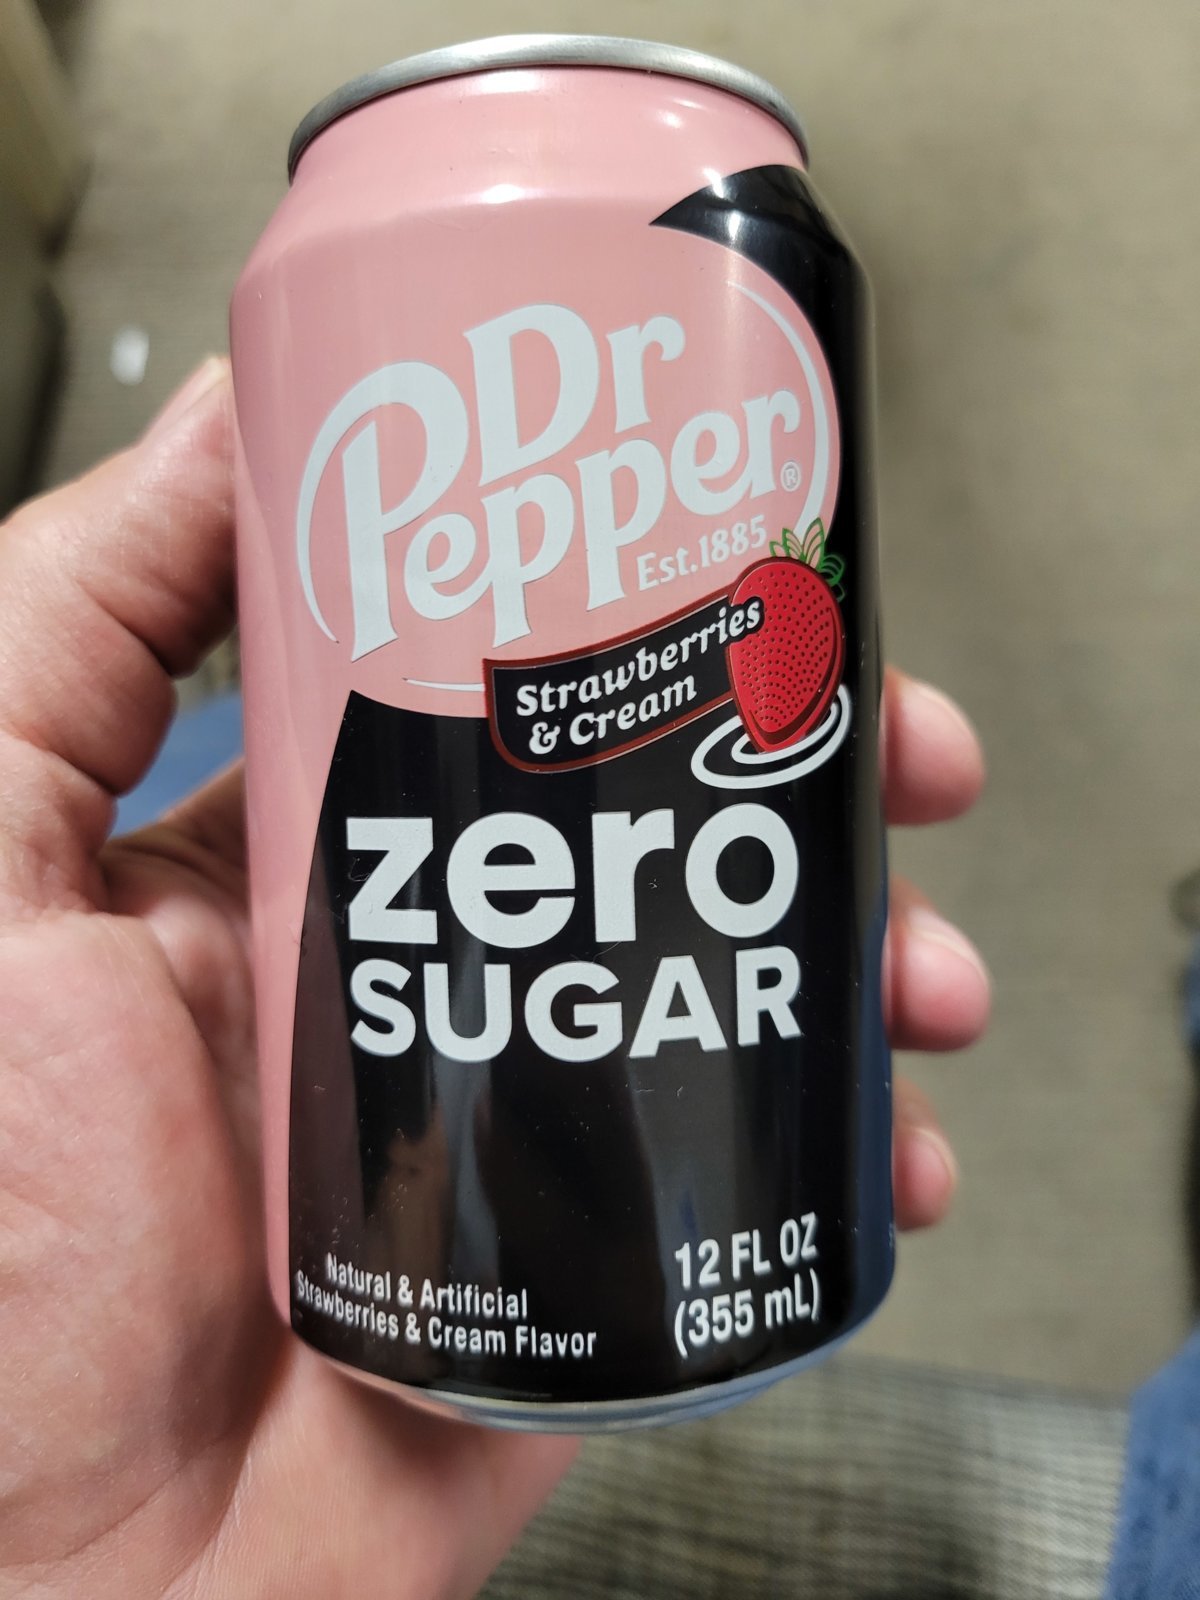 Dr
Pepper®
Est.1885
Strawberries
& Cream
zero
SUGAR
Natural & Artificial
Strawberries & Cream Flavor
12 FL OZ
(355 mL)